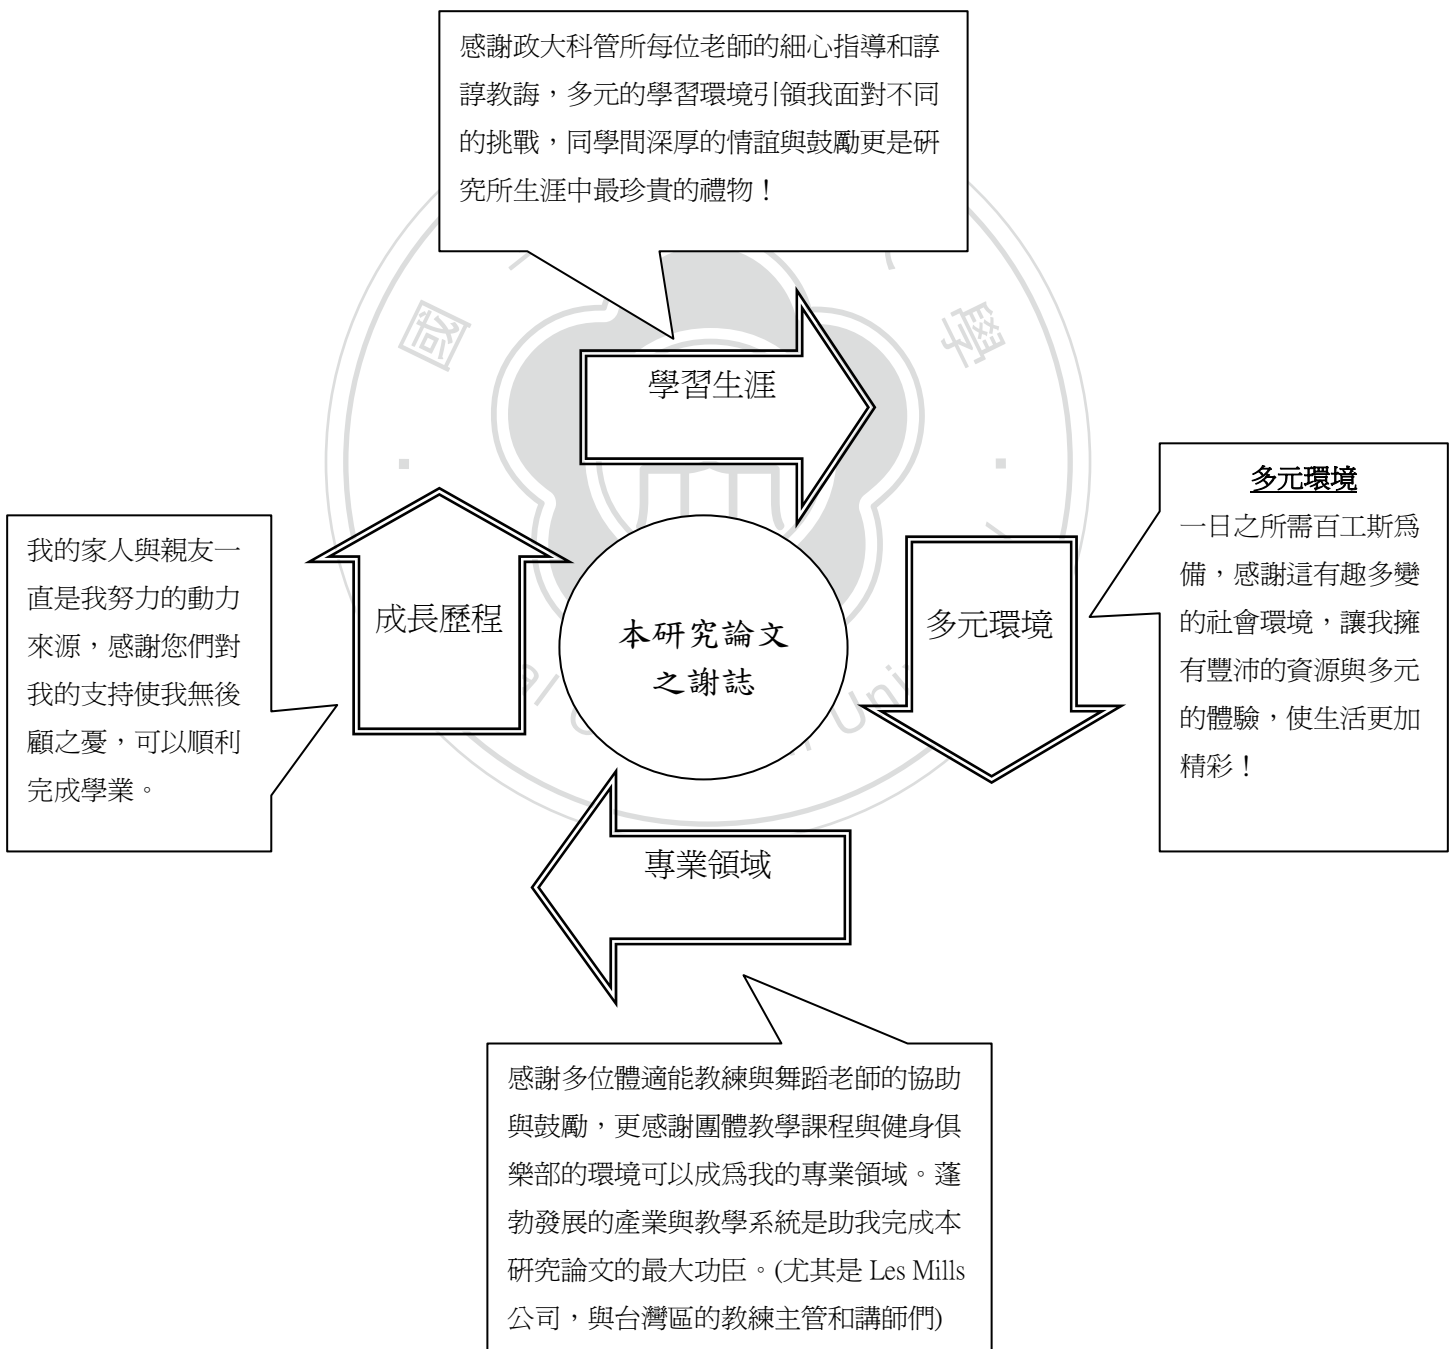 感謝政大科管所每位老師的細心指導和諄
諄教誨，多元的學習環境引領我面對不同
的挑戰，同學間深厚的情誼與鼓勵更是研
究所生涯中最珍貴的禮物！
國
學
學習生涯
多元環境
一日之所需百工斯為
備，感謝這有趣多變
的社會環境，讓我擁
有豐沛的資源與多元
的體驗，使生活更加
精彩！
我的家人與親友一
直是我努力的動力
來源，感謝您們對
我的支持使我無後
顧之憂，可以順利
完成學業。
成長歷程
本研究論文
之謝誌
多元環境
專業領域
感謝多位體適能教練與舞蹈老師的協助
與鼓勵，更感謝團體教學課程與健身俱
樂部的環境可以成為我的專業領域。蓬
勃發展的產業與教學系統是助我完成本
研究論文的最大功臣。(尤其是 Les Mills
公司，與台灣區的教練主管和講師們)